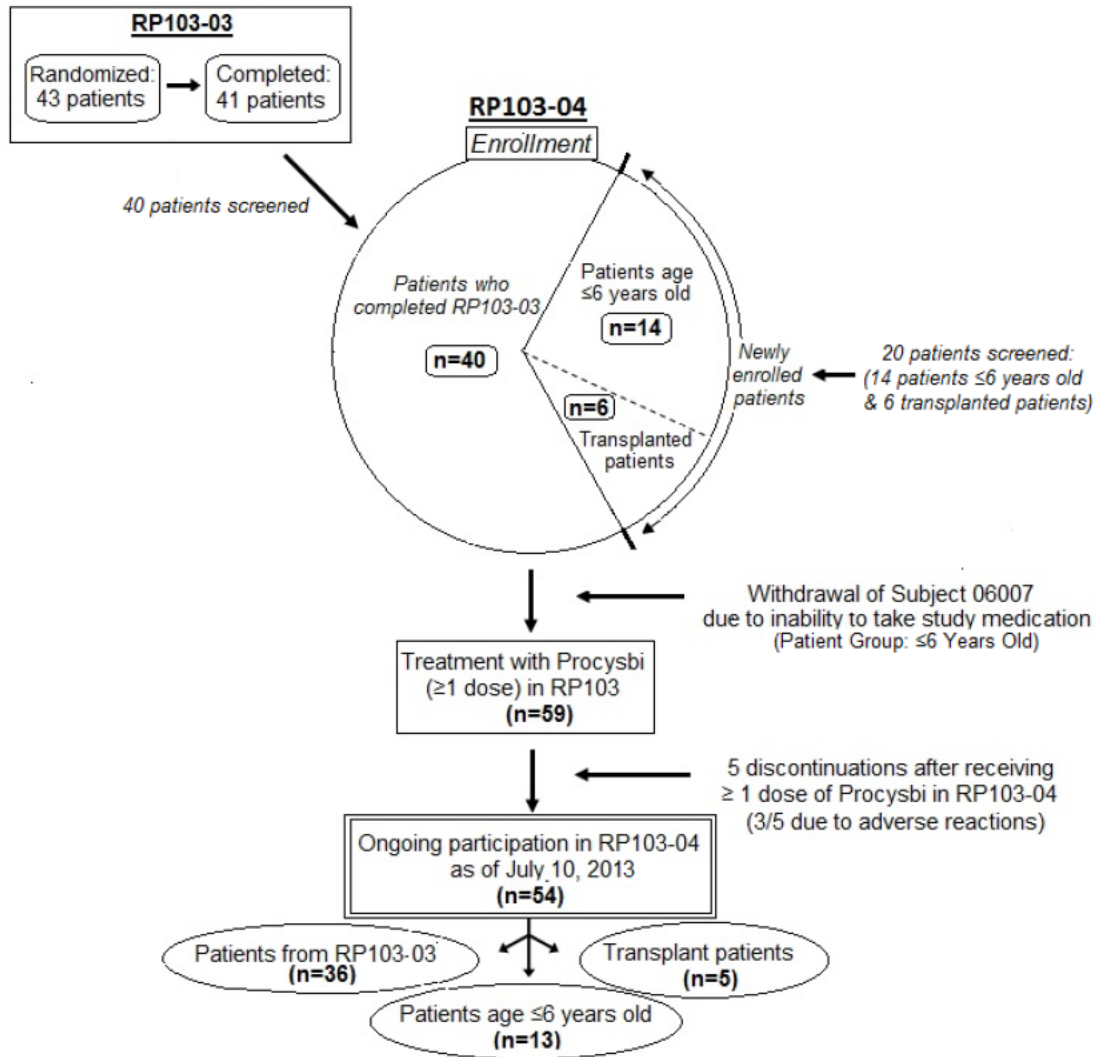 RP103-03
Randomized:
43 patients
Completed:
41 patients
40 patients screened
RP103-04
Enrollment
Patients who
completed RP103-03
n=40
Patients age
≤6 years old
n=14
n=6
Transplanted
patients
Newly
enrolled
patients
20 patients screened:
(14 patients ≤6 years old
& 6 transplanted patients)
Withdrawal of Subject 06007
due to inability to take study medication
(Patient Group: ≤6 Years Old)
Treatment with Procysbi
(≥1 dose) in RP103
(n=59)
5 discontinuations after receiving
≥ 1 dose of Procysbi in RP103-04
(3/5 due to adverse reactions)
Ongoing participation in RP103-04
as of July 10, 2013
(n=54)
Patients from RP103-03
(n=36)
Transplant patients
(n=5)
Patients age ≤6 years old
(n=13)